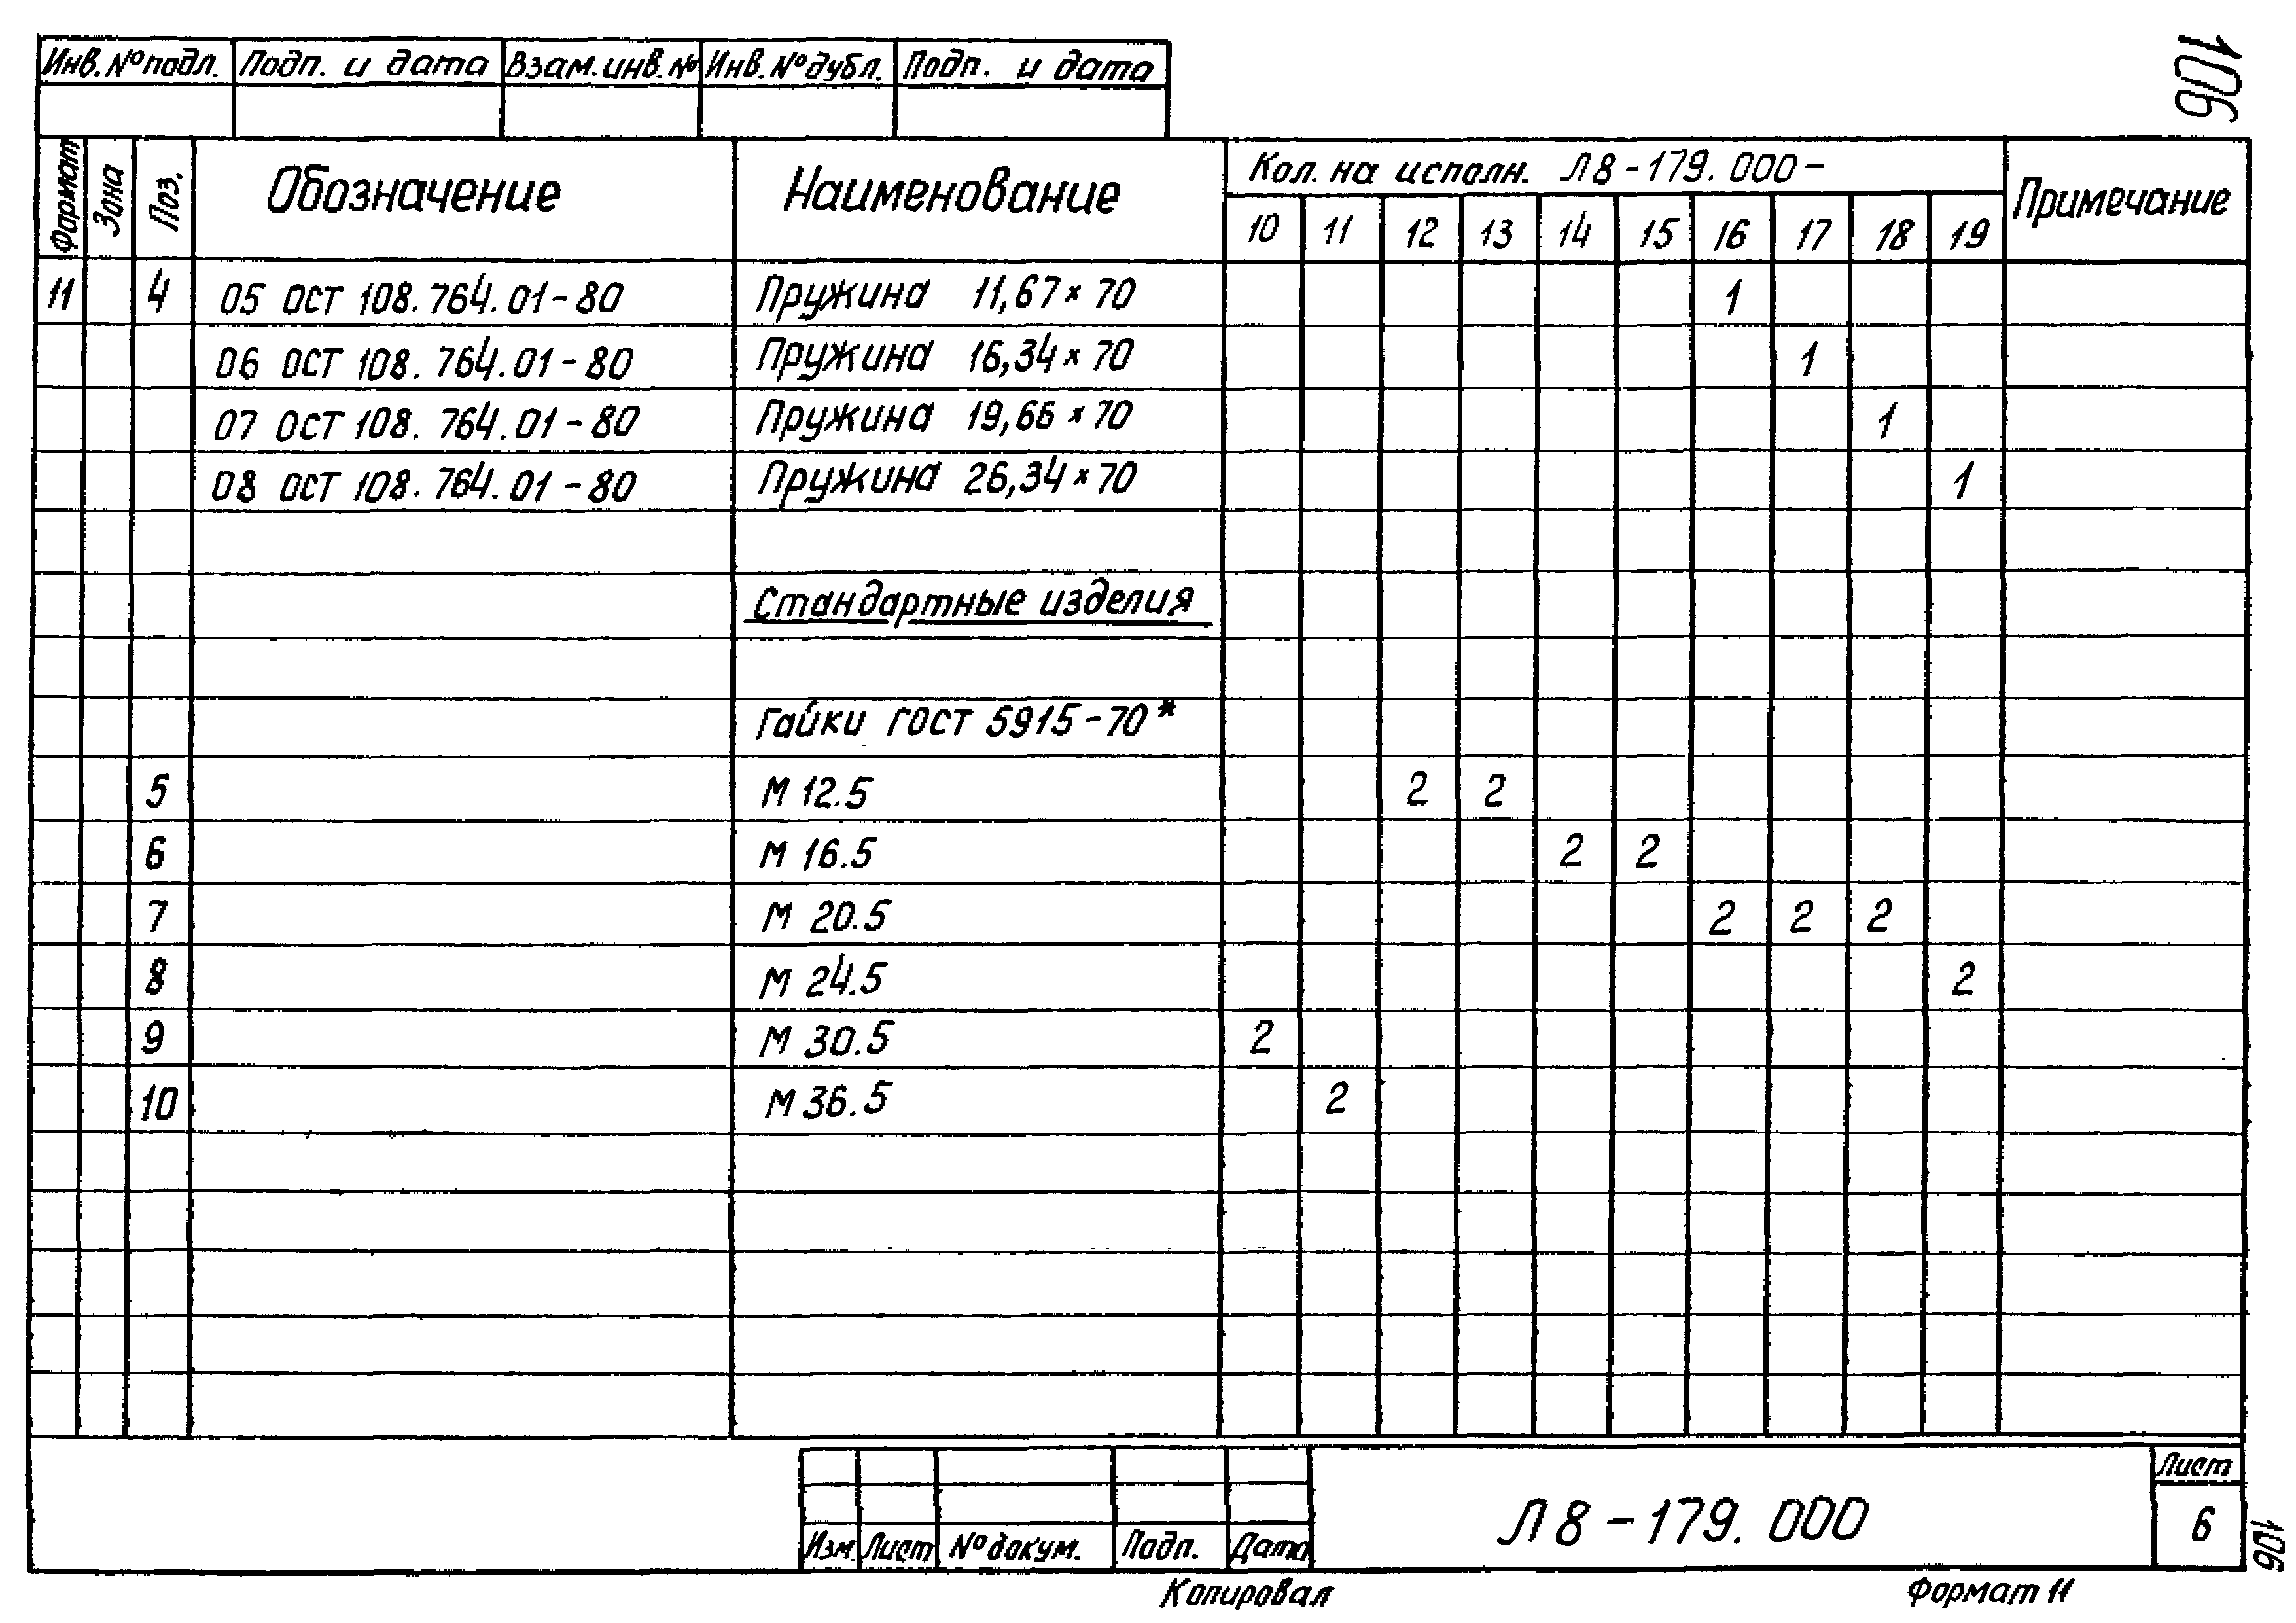 106
Инв. № подл. Подп. и дата Взам. инв. № Инв. № дубл. Подп. и дата
Формат Зона Поз. Обозначение Наименование Кол. на исполн. Л8-179.000- Примечание
10 11 12 13 14 15 16 17 18 19
11 4 05 ОСТ 108.764.01-80 Пружина 11,67×70 1
06 ОСТ 108.764.01-80 Пружина 16,34×70 1
07 ОСТ 108.764.01-80 Пружина 19,66×70 1
08 ОСТ 108.764.01-80 Пружина 26,34×70 1
Стандартные изделия
Гайки ГОСТ 5915-70*
5 М 12.5 2 2
6 М 16.5 2 2
7 М 20.5 2 2 2
8 М 24.5 2
9 М 30.5 2
10 М 36.5 2
Изм. Лист № докум. Подп. Дата
Л8-179.000
Лист
6
106
Копировал Формат 11